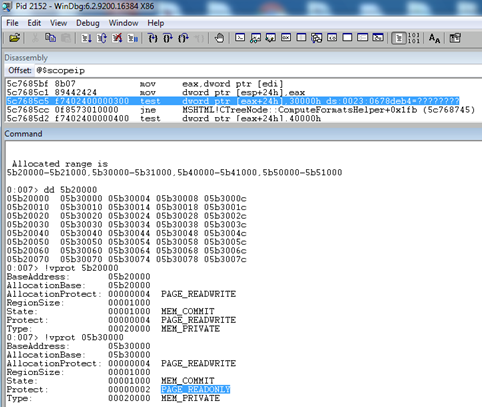 Pid 2152 - WinDbg:6.2.9200.16384 X86
File Edit View Debug Window Help
Disassembly
Offset: @$scopeip
5c7685bf 8b07 mov eax,dword ptr [edi]
5c7685c1 89442424 mov dword ptr [esp+24h],eax
5c7685c5 f7402400000300 test dword ptr [eax+24h],30000h ds:0023:0678deb4=????????
5c7685cc 0f8573010000 jne MSHTML!CTreeNode::ComputeFormatsHelper+0x1fb (5c768745)
5c7685d2 f7402400000400 test dword ptr [eax+24h],40000h
Command
Allocated range is
5b20000-5b21000,5b30000-5b31000,5b40000-5b41000,5b50000-5b51000
0:007> dd 5b20000
05b20000 05b30000 05b30004 05b30008 05b3000c
05b20010 05b30010 05b30014 05b30018 05b3001c
05b20020 05b30020 05b30024 05b30028 05b3002c
05b20030 05b30030 05b30034 05b30038 05b3003c
05b20040 05b30040 05b30044 05b30048 05b3004c
05b20050 05b30050 05b30054 05b30058 05b3005c
05b20060 05b30060 05b30064 05b30068 05b3006c
05b20070 05b30070 05b30074 05b30078 05b3007c
0:007> !vprot 5b20000
BaseAddress: 05b20000
AllocationBase: 05b20000
AllocationProtect: 00000004 PAGE_READWRITE
RegionSize: 00001000
State: 00001000 MEM_COMMIT
Protect: 00000004 PAGE_READWRITE
Type: 00020000 MEM_PRIVATE
0:007> !vprot 05b30000
BaseAddress: 05b30000
AllocationBase: 05b30000
AllocationProtect: 00000004 PAGE_READWRITE
RegionSize: 00001000
State: 00001000 MEM_COMMIT
Protect: 00000002 PAGE_READONLY
Type: 00020000 MEM_PRIVATE